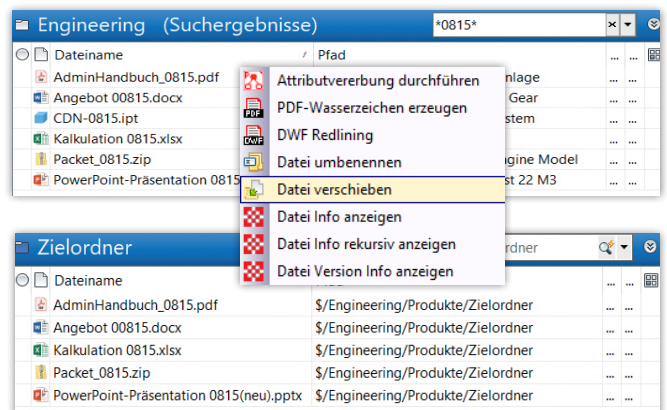 Engineering (Suchergebnisse) *0815*
Dateiname Pfad ... ...
AdminHandbuch_0815.pdf nlage ... ...
Angebot 00815.docx Gear ... ...
CDN-0815.ipt stem ... ...
Kalkulation 0815.xlsx ... ...
Packet_0815.zip gine Model ... ...
PowerPoint-Präsentation 0815 st 22 M3 ... ...
Attributvererbung durchführen
PDF-Wasserzeichen erzeugen
DWF Redlining
Datei umbenennen
Datei verschieben
Datei Info anzeigen
Datei Info rekursiv anzeigen
Datei Version Info anzeigen
Zielordner rdner
Dateiname ... ...
AdminHandbuch_0815.pdf $/Engineering/Produkte/Zielordner ... ...
Angebot 00815.docx $/Engineering/Produkte/Zielordner ... ...
Kalkulation 0815.xlsx $/Engineering/Produkte/Zielordner ... ...
Packet_0815.zip $/Engineering/Produkte/Zielordner ... ...
PowerPoint-Präsentation 0815(neu).pptx $/Engineering/Produkte/Zielordner ... ...